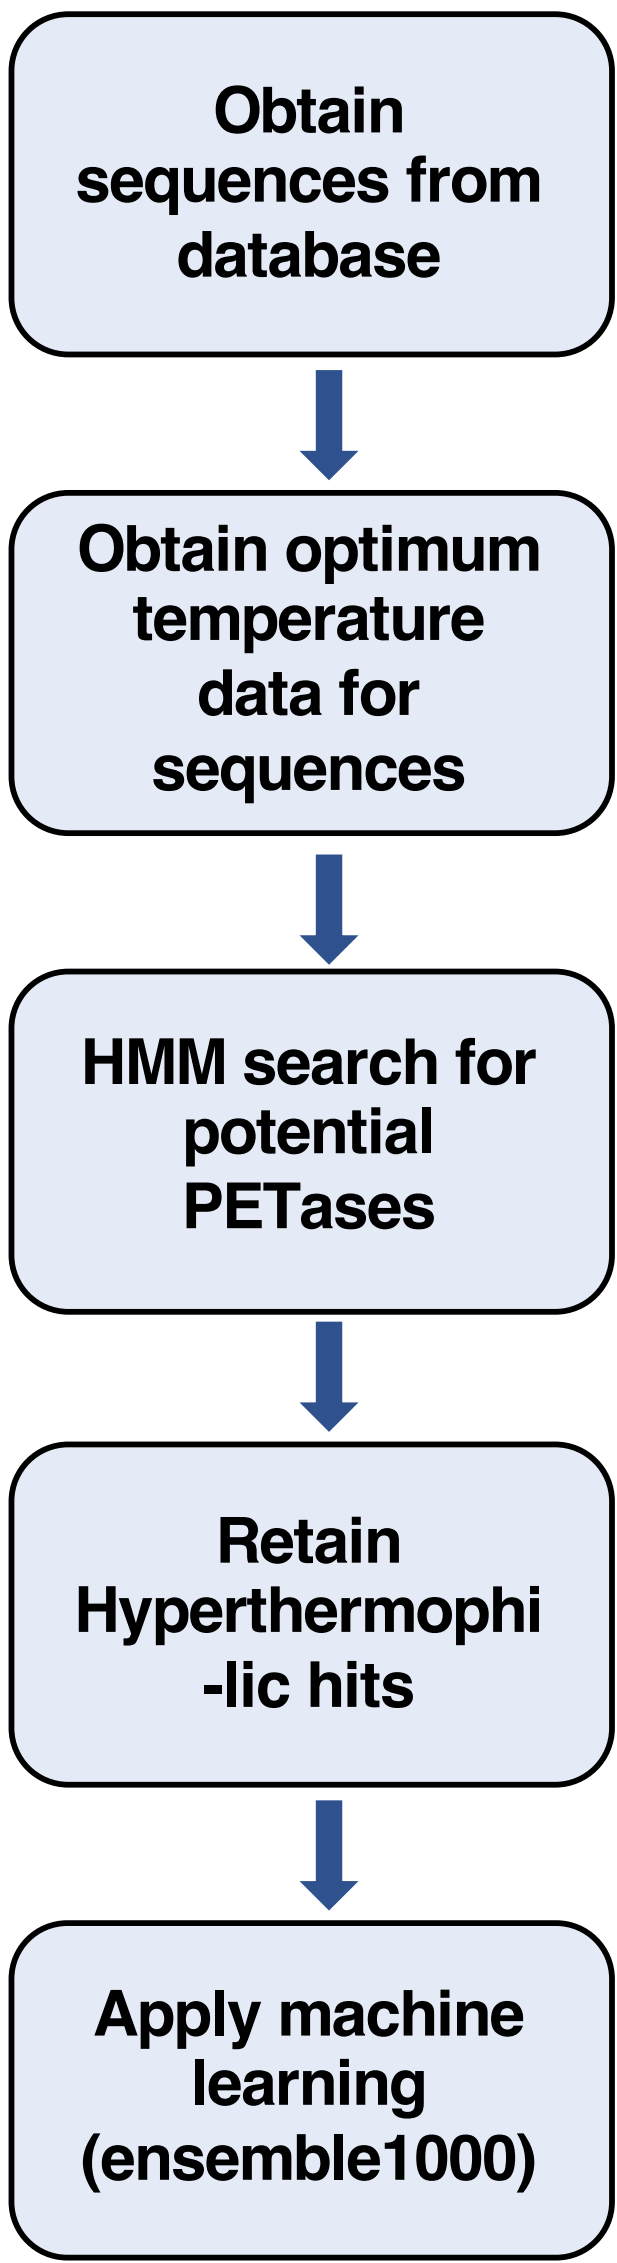 Obtain
sequences from
database
Obtain optimum
temperature
data for
sequences
HMM search for
potential
PETases
Retain
Hyperthermophi
-lic hits
Apply machine
learning
(ensemble1000)